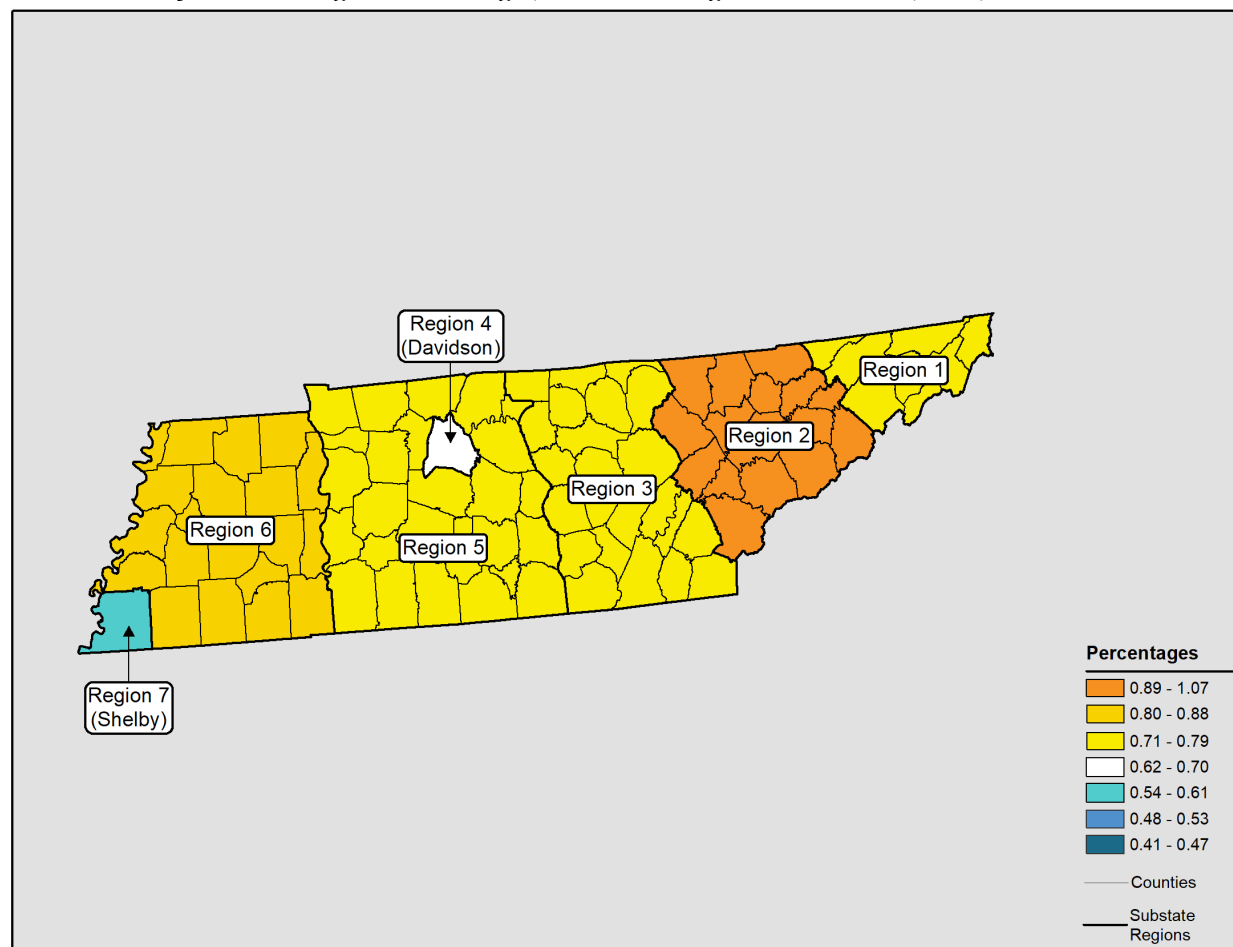 Region 4
(Davidson)
Region 1
Region 2
Region 3
Region 6
Region 5
Region 7
(Shelby)
Percentages
0.89 - 1.07
0.80 - 0.88
0.71 - 0.79
0.62 - 0.70
0.54 - 0.61
0.48 - 0.53
0.41 - 0.47
Counties
Substate
Regions